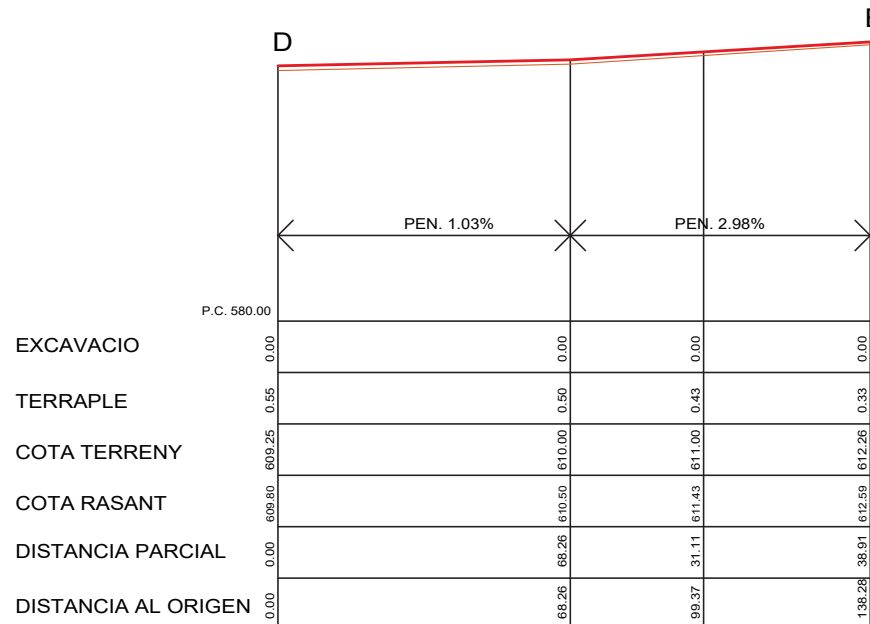 D
PEN. 1.03%
PEN. 2.98%
P.C. 580.00
EXCAVACIO 0.00 0.00 0.00 0.00
TERRAPLE 0.55 0.50 0.43 0.33
COTA TERRENY 609.25 610.00 611.00 612.26
COTA RASANT 609.80 610.50 611.43 612.59
DISTANCIA PARCIAL 0.00 68.26 31.11 38.91
DISTANCIA AL ORIGEN 0.00 68.26 99.37 138.28